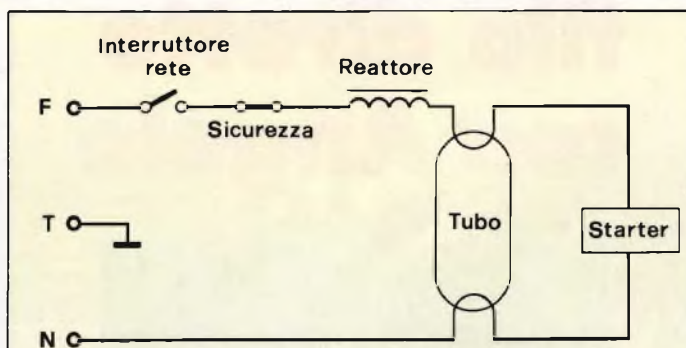 Interruttore
rete
Reattore
F
Sicurezza
T
Tubo
Starter
N